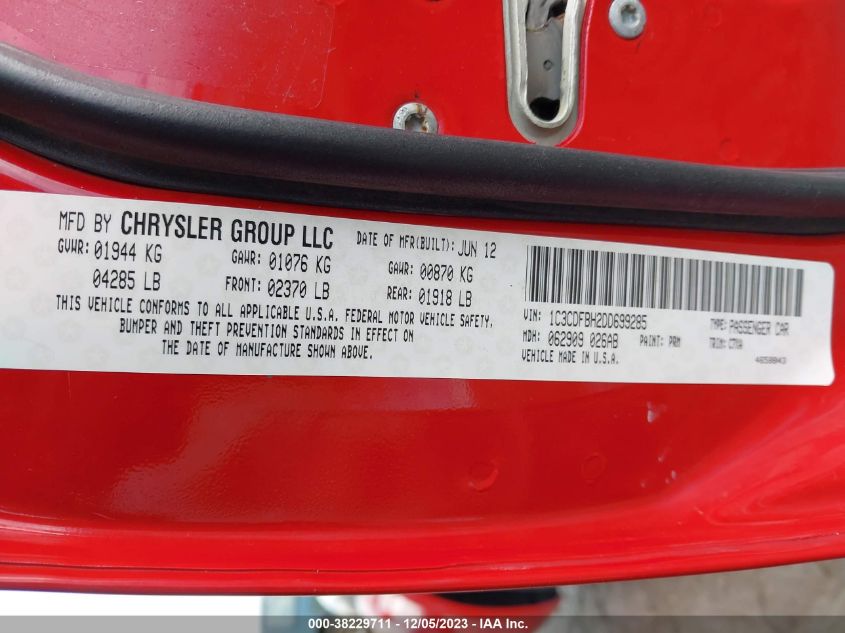 MFD BY CHRYSLER GROUP LLC
DATE OF MFR(BUILT): JUN 12
GVWR: 01944 KG
04285 LB
GAWR: 01076 KG
FRONT: 02370 LB
GAWR: 00870 KG
REAR: 01918 LB
THIS VEHICLE CONFORMS TO ALL APPLICABLE U.S.A. FEDERAL MOTOR VEHICLE SAFETY,
BUMPER AND THEFT PREVENTION STANDARDS IN EFFECT ON
THE DATE OF MANUFACTURE SHOWN ABOVE.
VIN: 1C3CDFBH2DD699285
TYPE: PASSENGER CAR
MDH: 062909 026AB
PAINT: PRM
TRIM: C7XA
VEHICLE MADE IN U.S.A.
000-38229711 - 12/05/2023 - IAA Inc.